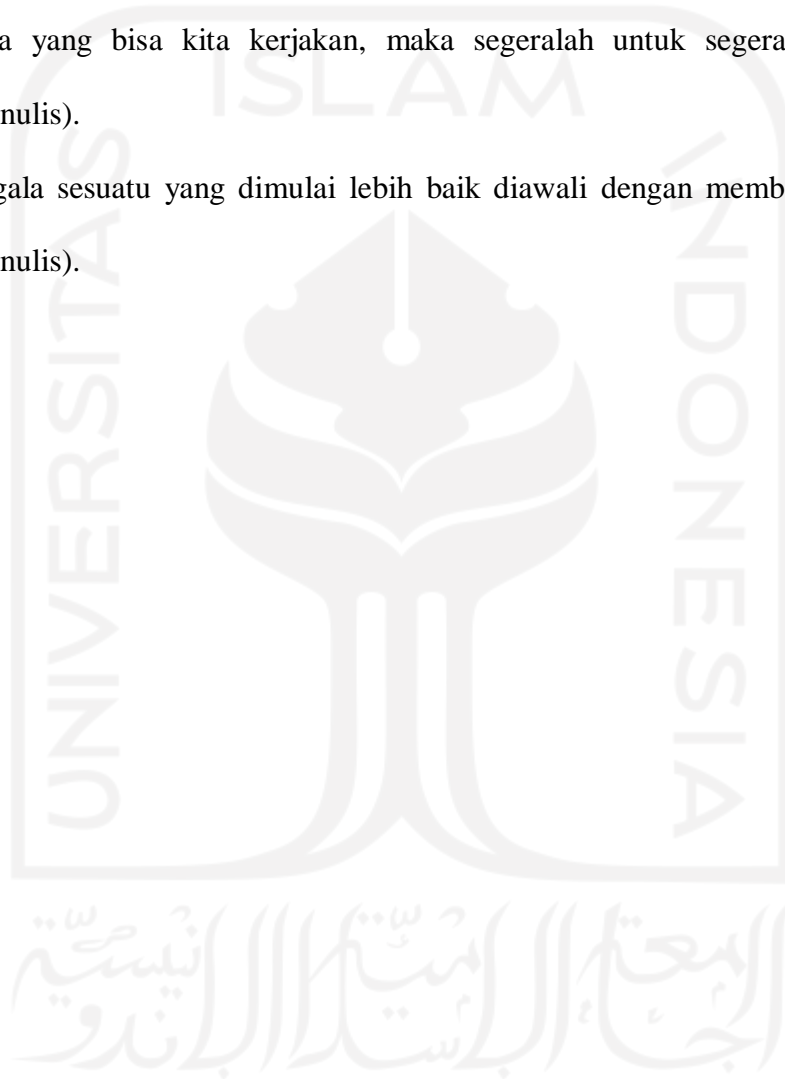 a yang bisa kita kerjakan, maka segeralah untuk segera
nulis).
gala sesuatu yang dimulai lebih baik diawali dengan memb
nulis).
ISLAM
UNIVERSITAS
INDONESIA